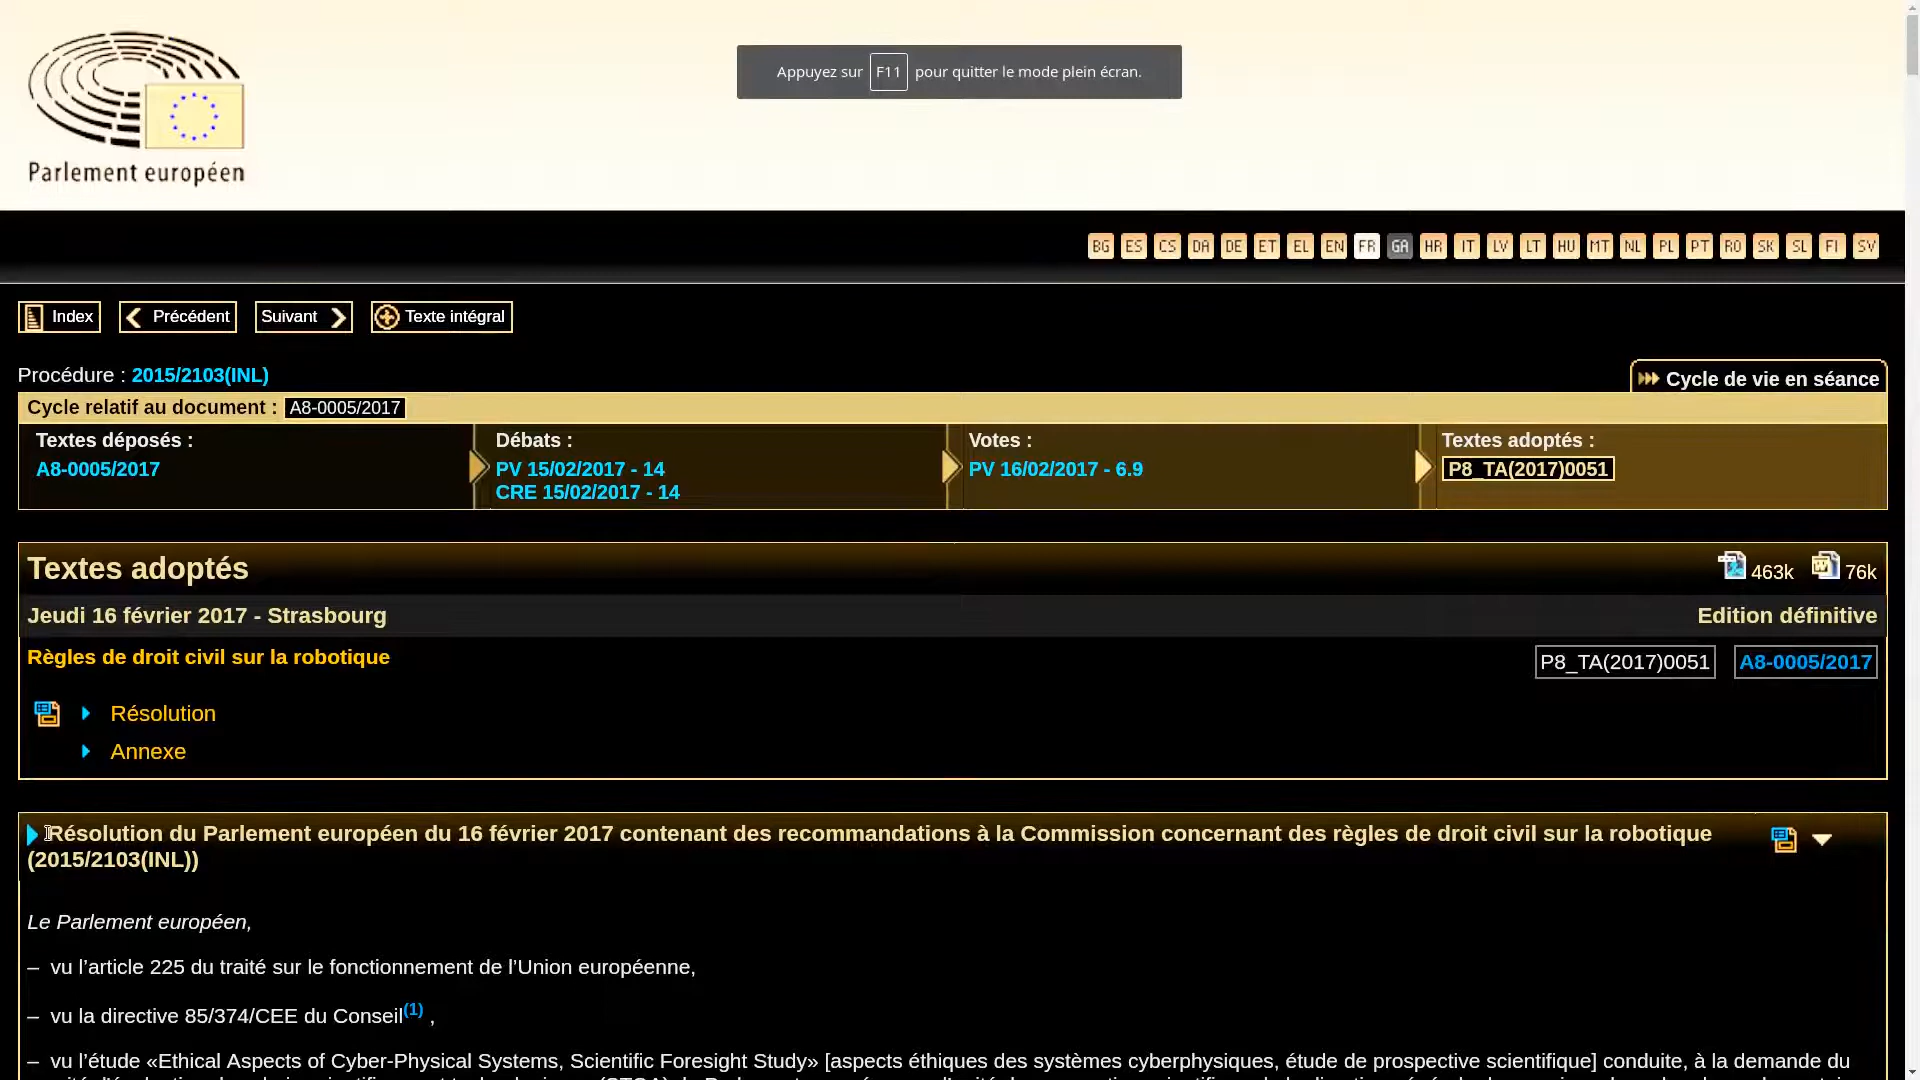 Parlement européen
Appuyez sur F11 pour quitter le mode plein écran.
BG ES CS DA DE ET EL EN FR GA HR IT LV LT HU MT NL PL PT RO SK SL FI SV
Index Précédent Suivant Texte intégral
Procédure : 2015/2103(INL)
Cycle de vie en séance
Cycle relatif au document : A8-0005/2017
Textes déposés :
A8-0005/2017
Débats :
PV 15/02/2017 - 14
CRE 15/02/2017 - 14
Votes :
PV 16/02/2017 - 6.9
Textes adoptés :
P8_TA(2017)0051
Textes adoptés
463k 76k
Jeudi 16 février 2017 - Strasbourg
Edition définitive
Règles de droit civil sur la robotique
P8_TA(2017)0051 A8-0005/2017
Résolution
Annexe
Résolution du Parlement européen du 16 février 2017 contenant des recommandations à la Commission concernant des règles de droit civil sur la robotique
(2015/2103(INL))
Le Parlement européen,
– vu l’article 225 du traité sur le fonctionnement de l’Union européenne,
– vu la directive 85/374/CEE du Conseil(1) ,
– vu l’étude «Ethical Aspects of Cyber-Physical Systems, Scientific Foresight Study» [aspects éthiques des systèmes cyberphysiques, étude de prospective scientifique] conduite, à la demande du